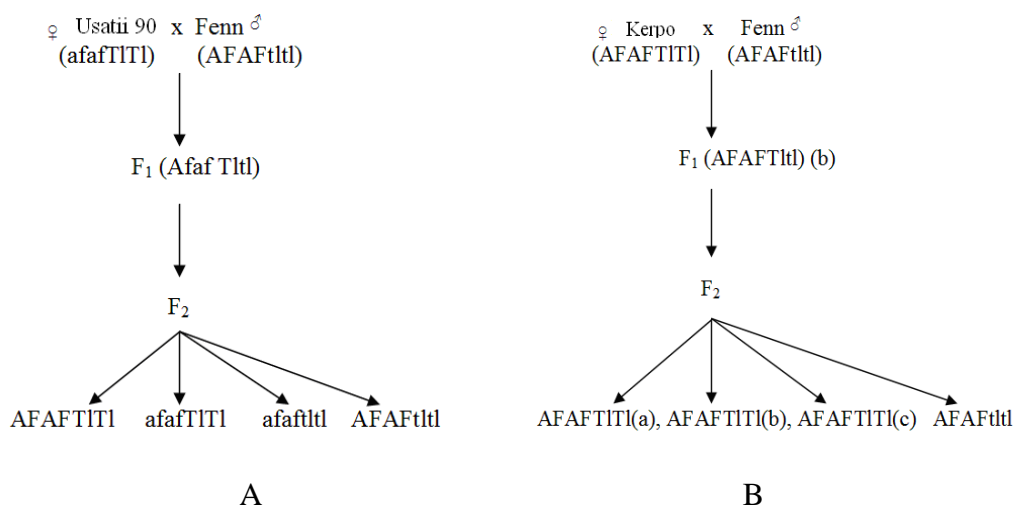 ♀ Usatii 90 x Fenn ♂
(afafTlTl) (AFAFtltl)
F₁ (Afaf Tltl)
F₂
AFAFTlTl afafTlTl afaftltl AFAFtltl
A
♀ Kerpo x Fenn ♂
(AFAFTlTl) (AFAFtltl)
F₁ (AFAFTltl) (b)
F₂
AFAFTlTl(a), AFAFTlTl(b), AFAFTlTl(c) AFAFtltl
B